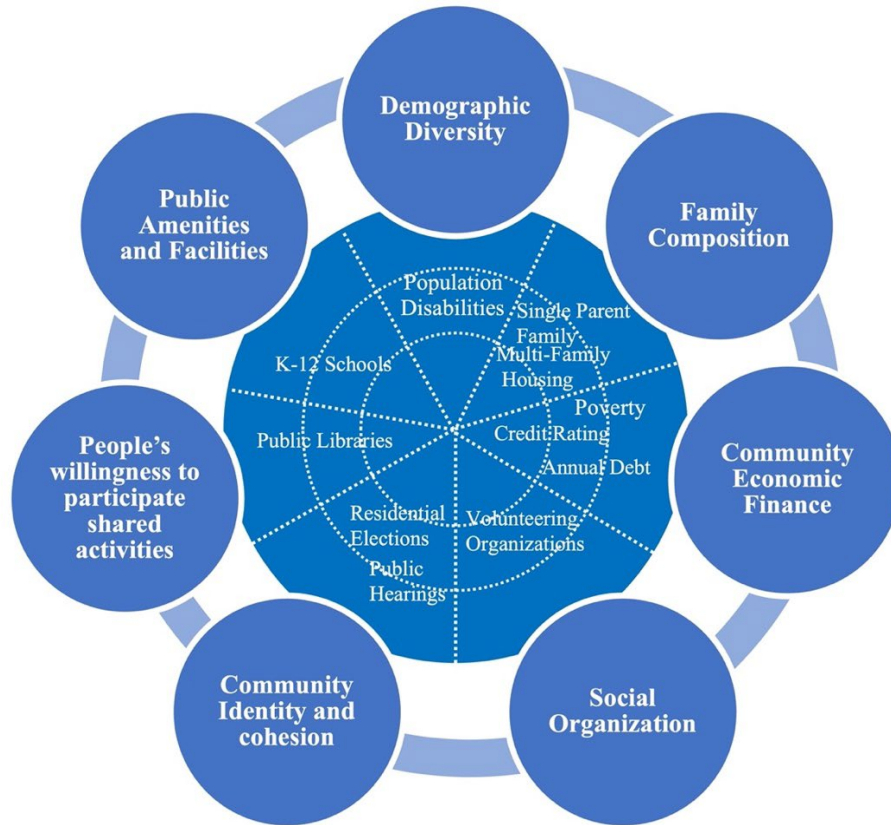 Demographic
Diversity
Family
Composition
Community
Economic
Finance
Social
Organization
Community
Identity and
cohesion
People's
willingness to
participate
shared
activities
Public
Amenities
and Facilities
Population
Disabilities
Single Parent
Family
Multi-Family
Housing
Poverty
Credit Rating
Annual Debt
Volunteering
Organizations
Residential
Elections
Public
Hearings
Public Libraries
K-12 Schools